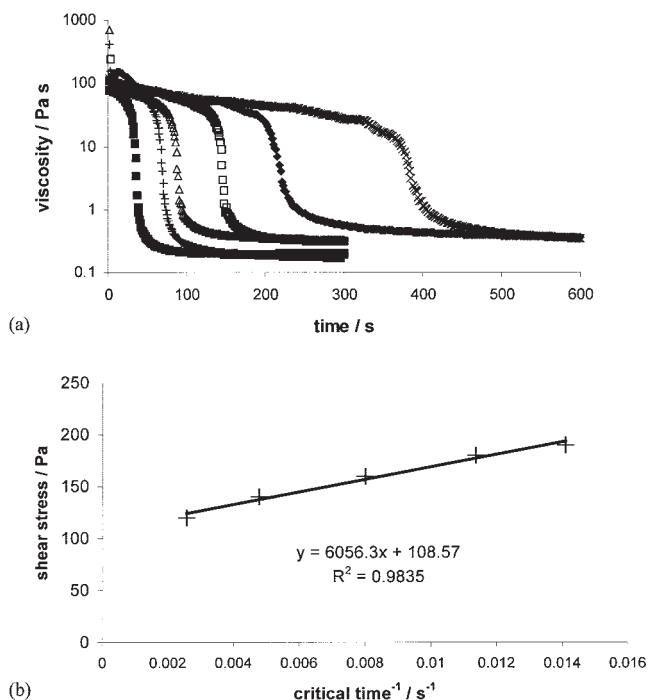 1000
100
10
1
0.1
viscosity / Pa s
0 100 200 300 400 500 600
time / s
(a)
250
200
150
100
50
0
shear stress / Pa
y = 6056.3x + 108.57
R² = 0.9835
0 0.002 0.004 0.006 0.008 0.01 0.012 0.014 0.016
critical time⁻¹ / s⁻¹
(b)